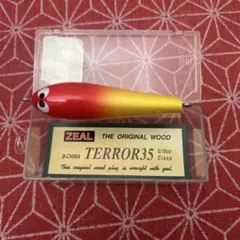 ZEAL THE ORIGINAL WOOD
B-CHIBA TERROR35 5/16oz Class
This original wood plug is wrought with zeal.